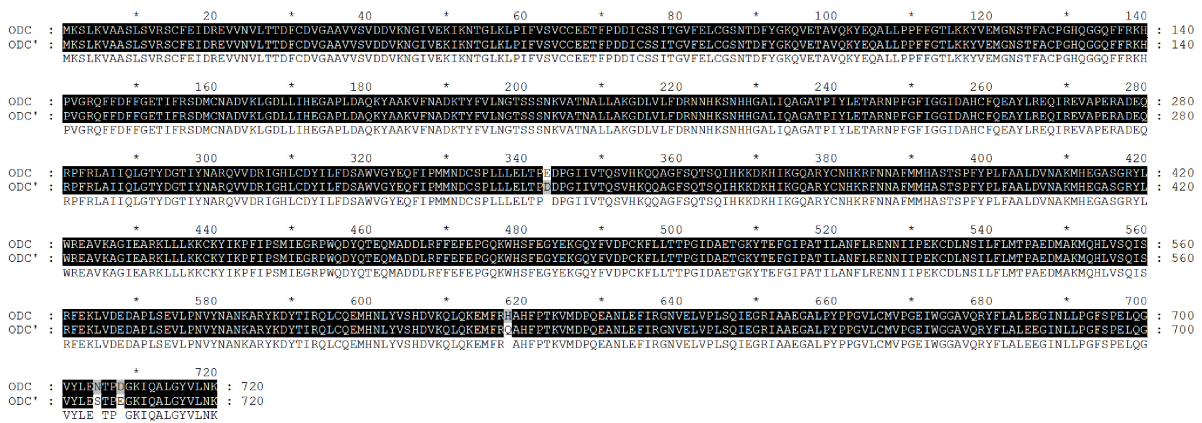 * 20 * 40 * 60 * 80 * 100 * 120 * 140
ODC : MKSLKVAASLSVRSCFEIDREVVNVLTTDFCDVGAAVVSVDDVKNGIVEKIKNTGLKLPIFVSVCCEETFPDDICSSITGVFELCGSNTDFYGKQVETAVQKYEQALLPPFFGTLKKYVEMGNSTFACPGHQGGQFFRKH : 140
ODC' : MKSLKVAASLSVRSCFEIDREVVNVLTTDFCDVGAAVVSVDDVKNGIVEKIKNTGLKLPIFVSVCCEETFPDDICSSITGVFELCGSNTDFYGKQVETAVQKYEQALLPPFFGTLKKYVEMGNSTFACPGHQGGQFFRKH : 140
MKSLKVAASLSVRSCFEIDREVVNVLTTDFCDVGAAVVSVDDVKNGIVEKIKNTGLKLPIFVSVCCEETFPDDICSSITGVFELCGSNTDFYGKQVETAVQKYEQALLPPFFGTLKKYVEMGNSTFACPGHQGGQFFRKH
* 160 * 180 * 200 * 220 * 240 * 260 * 280
ODC : PVGRQFFDFFGETIFRSDMCNADVKLGDLLIHEGAPLDAQKYAAKVFNADKTYFVLNGTSSSNKVATNALLAKGDLVLFDRNNHKSNHHGALIQAGATPIYLETARNPFGFIGGIDAHCFQEAYLREQIREVAPERADEQ : 280
ODC' : PVGRQFFDFFGETIFRSDMCNADVKLGDLLIHEGAPLDAQKYAAKVFNADKTYFVLNGTSSSNKVATNALLAKGDLVLFDRNNHKSNHHGALIQAGATPIYLETARNPFGFIGGIDAHCFQEAYLREQIREVAPERADEQ : 280
PVGRQFFDFFGETIFRSDMCNADVKLGDLLIHEGAPLDAQKYAAKVFNADKTYFVLNGTSSSNKVATNALLAKGDLVLFDRNNHKSNHHGALIQAGATPIYLETARNPFGFIGGIDAHCFQEAYLREQIREVAPERADEQ
* 300 * 320 * 340 * 360 * 380 * 400 * 420
ODC : RPFRLAIIQLGTYDGTIYNARQVVDRIGHLCDYILFDSAWVGYEQFIPMMNDCSPLLLELTPEDPGIIVTQSVHKQQAGFSQTSQIHKKDKHIKGQARYCNHKRFNNAFMMHASTSPFYPLFAALDVNAKMHEGASGRYL : 420
ODC' : RPFRLAIIQLGTYDGTIYNARQVVDRIGHLCDYILFDSAWVGYEQFIPMMNDCSPLLLELTPDDPGIIVTQSVHKQQAGFSQTSQIHKKDKHIKGQARYCNHKRFNNAFMMHASTSPFYPLFAALDVNAKMHEGASGRYL : 420
RPFRLAIIQLGTYDGTIYNARQVVDRIGHLCDYILFDSAWVGYEQFIPMMNDCSPLLLELTP DPGIIVTQSVHKQQAGFSQTSQIHKKDKHIKGQARYCNHKRFNNAFMMHASTSPFYPLFAALDVNAKMHEGASGRYL
* 440 * 460 * 480 * 500 * 520 * 540 * 560
ODC : WREAVKAGIEARKLLLKKCKYIKPFIPSMIEGRPWQDYQTEQMADDLRFFEFEPGQKWHSFEGYEKGQYFVDPCKFLLTTPGIDAETGKYTEFGIPATILANFLRENNIIPEKCDLNSILFLMTPAEDMAKMQHLVSQIS : 560
ODC' : WREAVKAGIEARKLLLKKCKYIKPFIPSMIEGRPWQDYQTEQMADDLRFFEFEPGQKWHSFEGYEKGQYFVDPCKFLLTTPGIDAETGKYTEFGIPATILANFLRENNIIPEKCDLNSILFLMTPAEDMAKMQHLVSQIS : 560
WREAVKAGIEARKLLLKKCKYIKPFIPSMIEGRPWQDYQTEQMADDLRFFEFEPGQKWHSFEGYEKGQYFVDPCKFLLTTPGIDAETGKYTEFGIPATILANFLRENNIIPEKCDLNSILFLMTPAEDMAKMQHLVSQIS
* 580 * 600 * 620 * 640 * 660 * 680 * 700
ODC : RFEKLVDEDAPLSEVLPNVYNANKARYKDYTIRQLCQEMHNLYVSHDVKQLQKEMFRHAHFPTKVMDPQEANLEFIRGNVELVPLSQIEGRIAAEGALPYPPGVLCMVPGEIWGGAVQRYFLALEEGINLLPGFSPELQG : 700
ODC' : RFEKLVDEDAPLSEVLPNVYNANKARYKDYTIRQLCQEMHNLYVSHDVKQLQKEMFRQAHFPTKVMDPQEANLEFIRGNVELVPLSQIEGRIAAEGALPYPPGVLCMVPGEIWGGAVQRYFLALEEGINLLPGFSPELQG : 700
RFEKLVDEDAPLSEVLPNVYNANKARYKDYTIRQLCQEMHNLYVSHDVKQLQKEMFR AHFPTKVMDPQEANLEFIRGNVELVPLSQIEGRIAAEGALPYPPGVLCMVPGEIWGGAVQRYFLALEEGINLLPGFSPELQG
* 720
ODC : VYLENTPDGKIQALGYVLNK : 720
ODC' : VYLESTPEGKIQALGYVLNK : 720
VYLE TP GKIQALGYVLNK